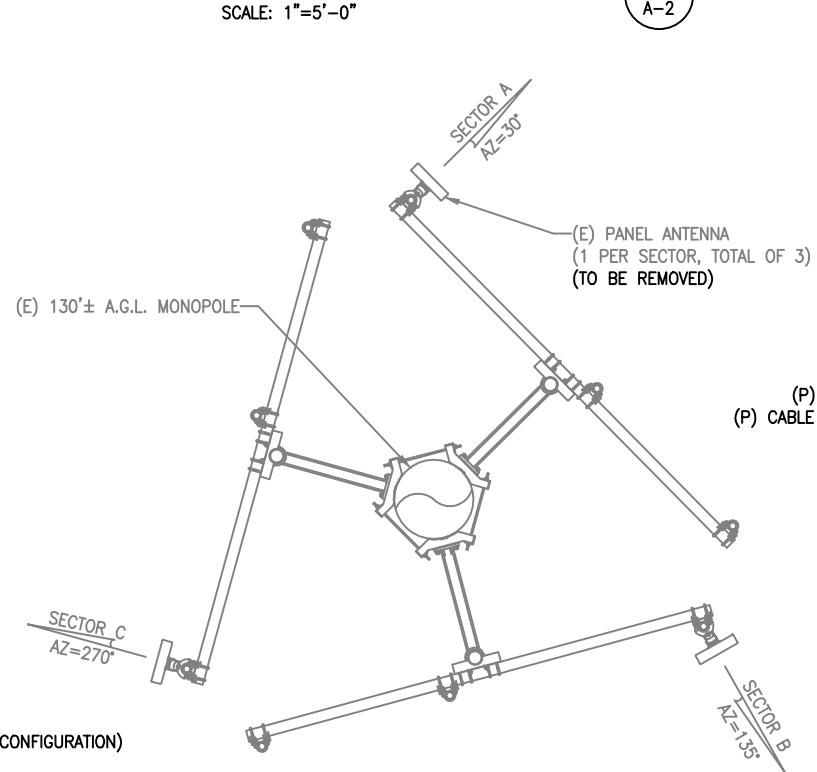 SCALE: 1"=5'-0"
A-2
SECTOR A
AZ=30°
(E) PANEL ANTENNA
(1 PER SECTOR, TOTAL OF 3)
(TO BE REMOVED)
(E) 130'± A.G.L. MONOPOLE
(P)
(P) CABLE
SECTOR C
AZ=270°
SECTOR B
AZ=135°
CONFIGURATION)